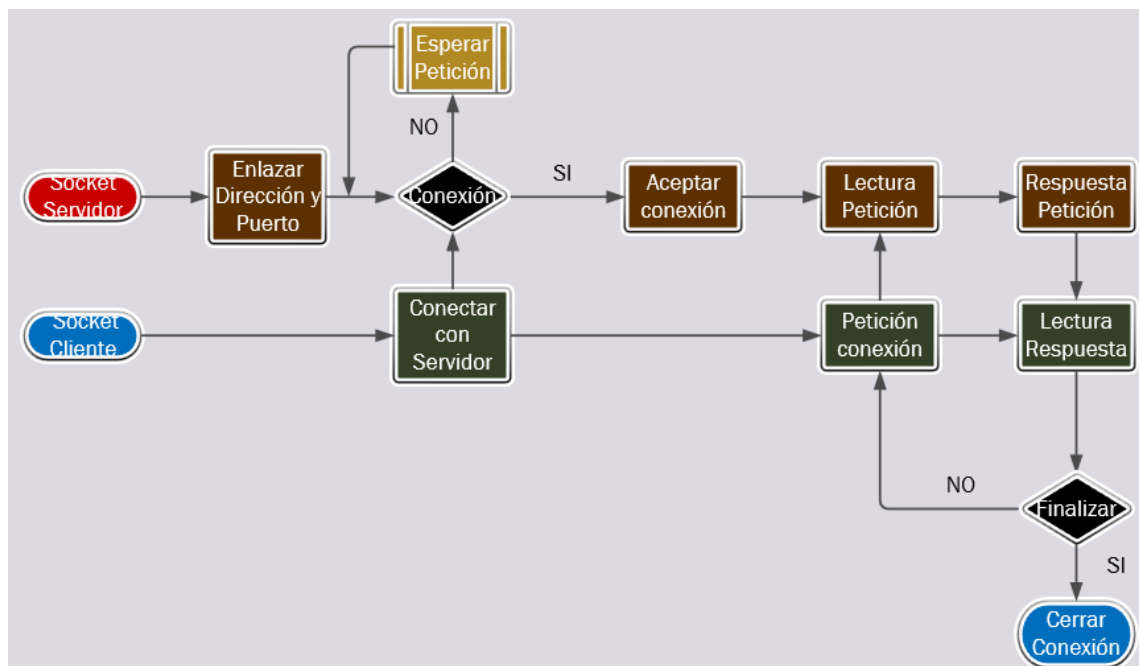 Esperar
Petición
NO
Socket
Servidor
Enlazar
Dirección y
Puerto
Conexión
SI
Aceptar
conexión
Lectura
Petición
Respuesta
Petición
Socket
Cliente
Conectar
con
Servidor
Petición
conexión
Lectura
Respuesta
NO
Finalizar
SI
Cerrar
Conexión